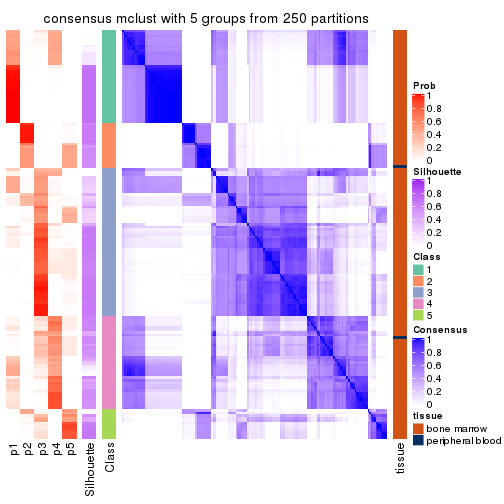 consensus mclust with 5 groups from 250 partitions
Prob
1
0.8
0.6
0.4
0.2
0
Silhouette
1
0.8
0.6
0.4
0.2
0
Class
1
2
3
4
5
Consensus
1
0.8
0.6
0.4
0.2
0
tissue
bone marrow
peripheral blood
p1
p2
p3
p4
p5
Silhouette
Class
tissue